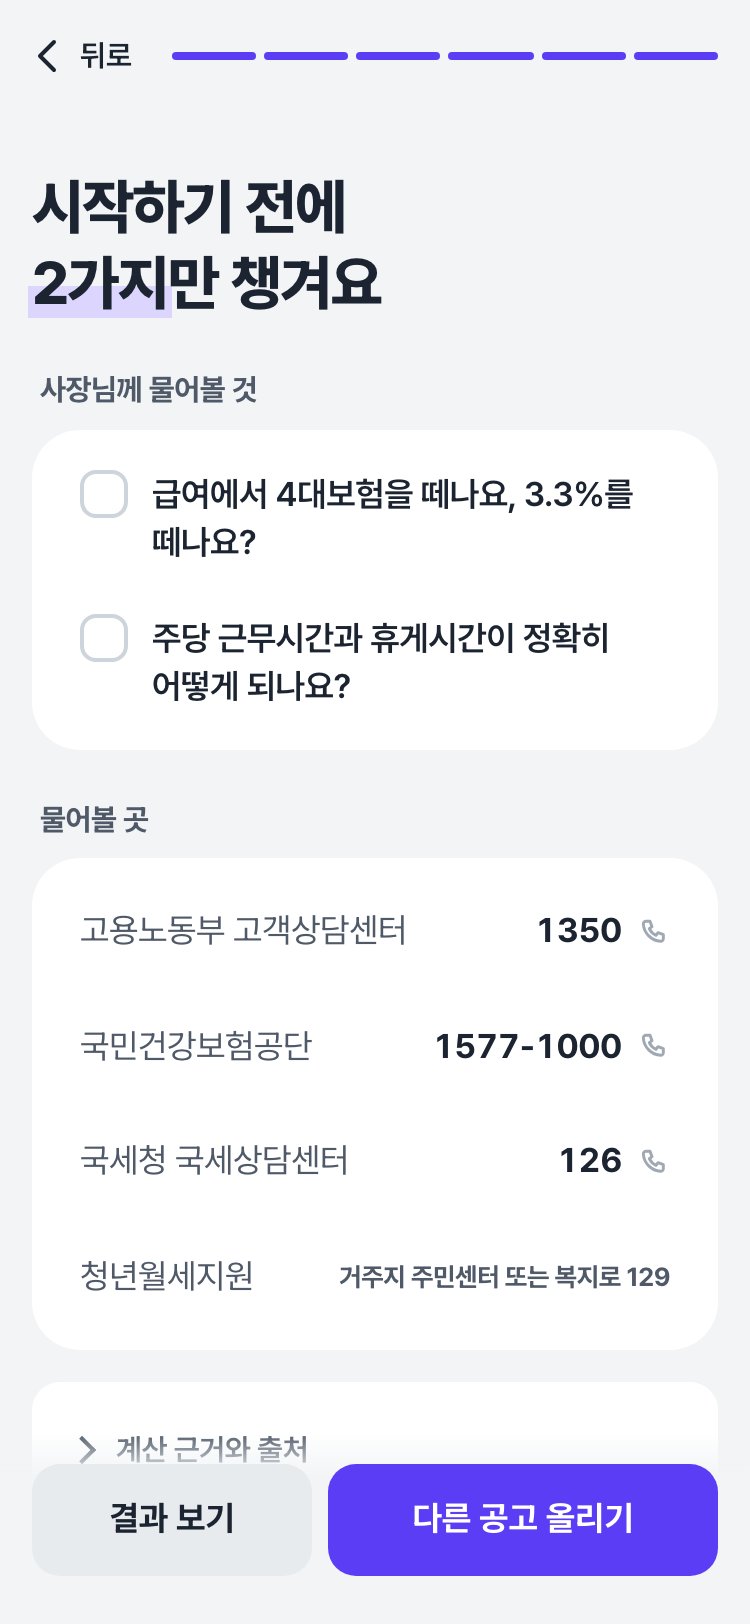 뒤로
시작하기 전에
2가지만 챙겨요
사장님께 물어볼 것
급여에서 4대보험을 떼나요, 3.3%를
떼나요?
주당 근무시간과 휴게시간이 정확히
어떻게 되나요?
물어볼 곳
고용노동부 고객상담센터 1350
국민건강보험공단 1577-1000
국세청 국세상담센터 126
청년월세지원 거주지 주민센터 또는 복지로 129
계산 근거와 출처
결과 보기 다른 공고 올리기